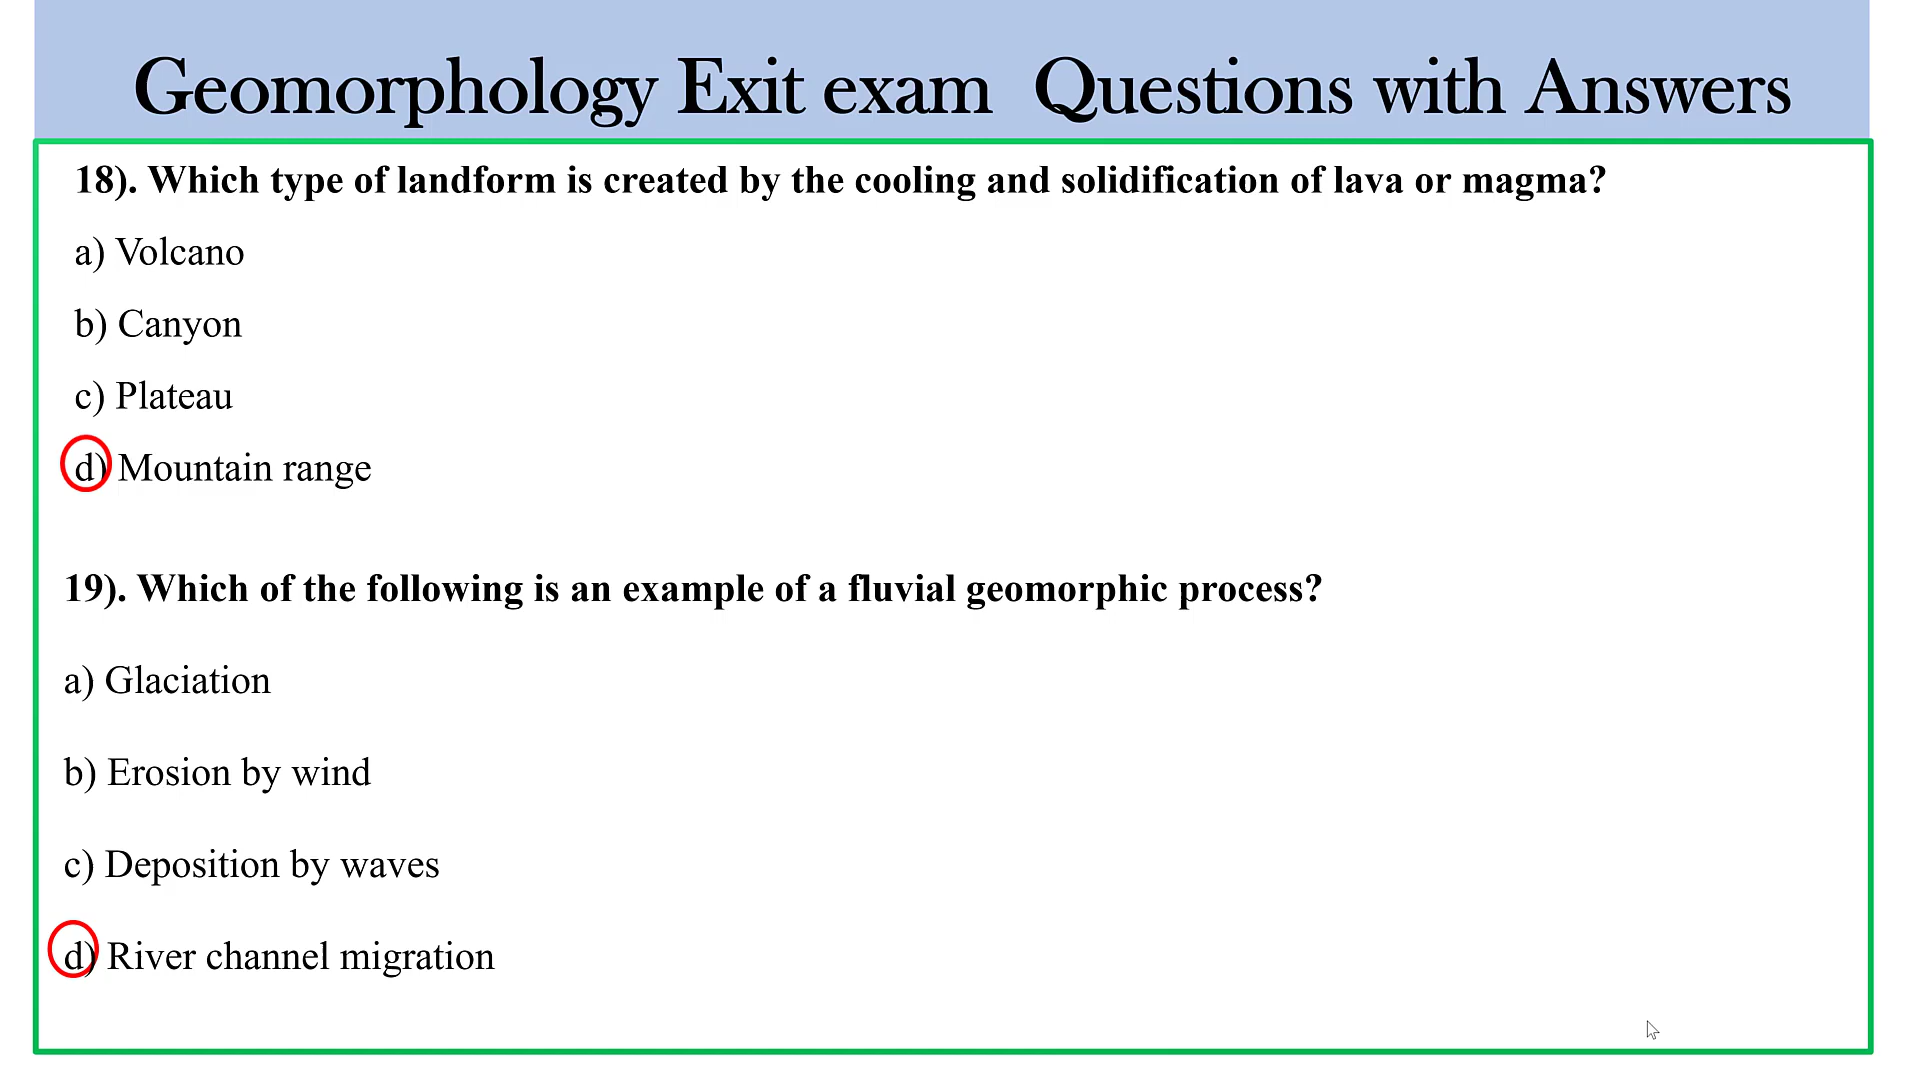 Geomorphology Exit exam Questions with Answers
18). Which type of landform is created by the cooling and solidification of lava or magma?
a) Volcano
b) Canyon
c) Plateau
d) Mountain range
19). Which of the following is an example of a fluvial geomorphic process?
a) Glaciation
b) Erosion by wind
c) Deposition by waves
d) River channel migration